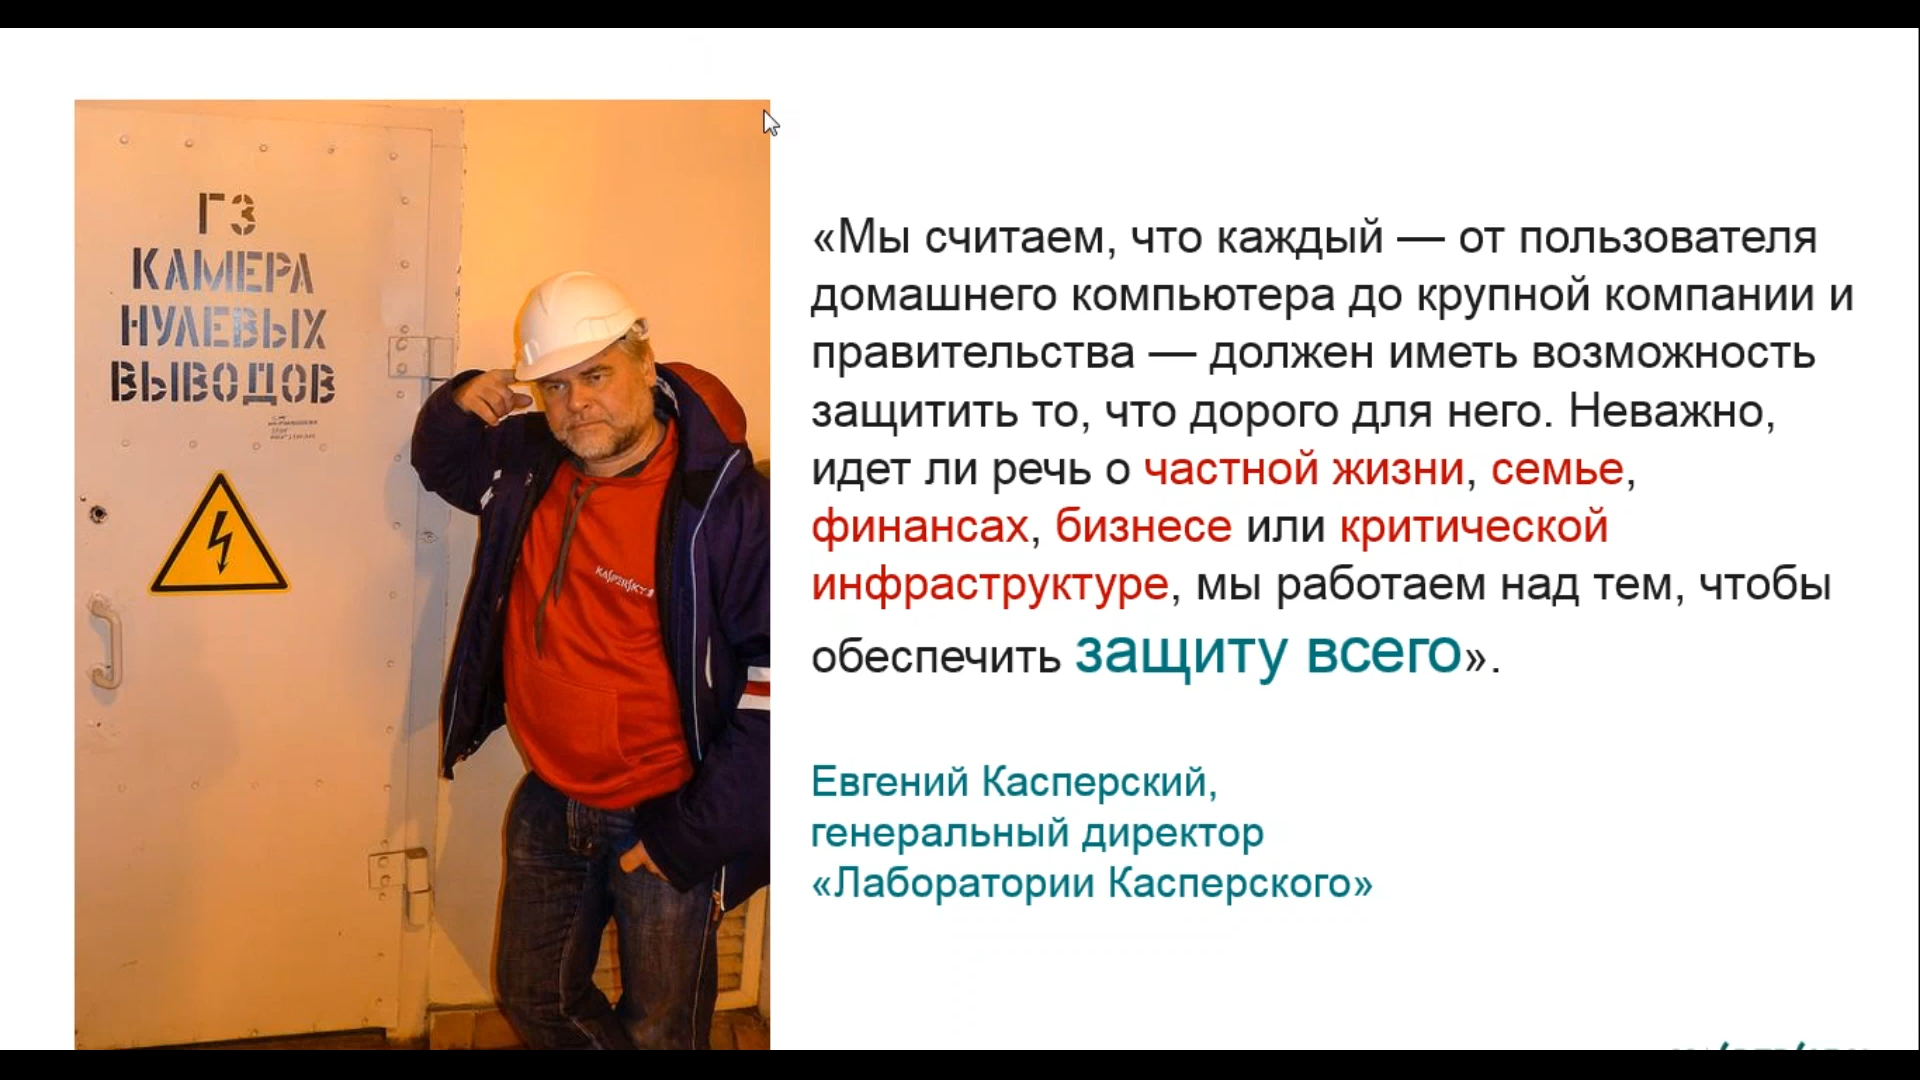 Г3
КАМЕРА
НУЛЕВЫХ
ВЫВОДОВ
KASPERSKY
«Мы считаем, что каждый — от пользователя
домашнего компьютера до крупной компании и
правительства — должен иметь возможность
защитить то, что дорого для него. Неважно,
идет ли речь о частной жизни, семье,
финансах, бизнесе или критической
инфраструктуре, мы работаем над тем, чтобы
обеспечить защиту всего».
Евгений Касперский,
генеральный директор
«Лаборатории Касперского»